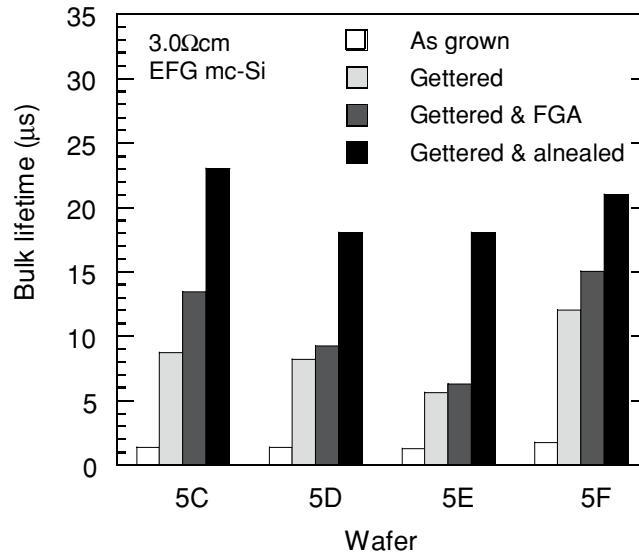 35
30
25
20
15
10
5
0
Bulk lifetime (μs)
3.0Ωcm
EFG mc-Si
As grown
Gettered
Gettered & FGA
Gettered & alnealed
5C
5D
5E
5F
Wafer